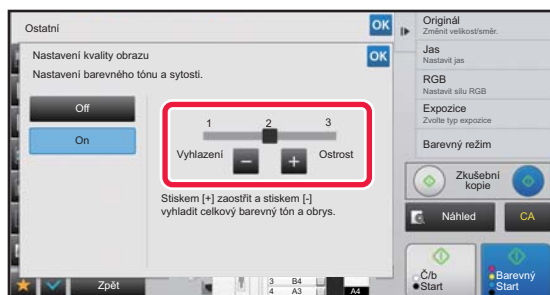 Ostatní
OK
Nastavení kvality obrazu
OK
Nastavení barevného tónu a sytosti.
Off
On
1 2 3
Vyhlazení - + Ostrost
Stiskem [+] zaostřit a stiskem [-]
vyhladit celkový barevný tón a obrys.
Zpět
3 B4
4 A3
A4
Originál
Změnit velikost/směr.
Jas
Nastavit jas
RGB
Nastavit sílu RGB
Expozice
Zvolte typ expozice
Barevný režim
Zkušební
kopie
Náhled
CA
Č/b
Start
Barevný
Start